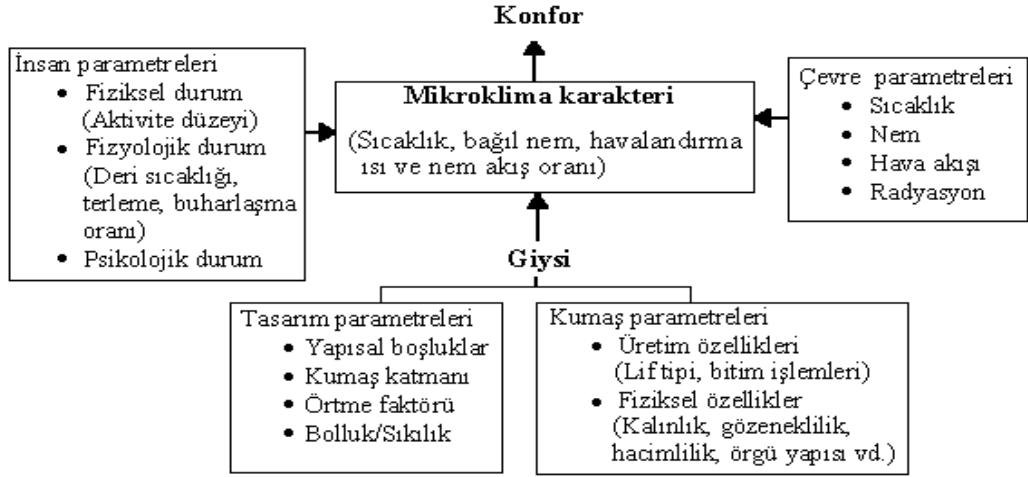 Konfor
İnsan parametreleri
• Fiziksel durum
(Aktivite düzeyi)
• Fizyolojik durum
(Deri sıcaklığı,
terleme, buharlaşma
oranı)
• Psikolojik durum
Mikroklima karakteri
(Sıcaklık, bağıl nem, havalandırma
ısı ve nem akış oranı)
Çevre parametreleri
• Sıcaklık
• Nem
• Hava akışı
• Radyasyon
Giysi
Tasarım parametreleri
• Yapısal boşluklar
• Kumaş katmanı
• Örtme faktörü
• Bolluk/Sıkılık
Kumaş parametreleri
• Üretim özellikleri
(Lif tipi, bitim işlemleri)
• Fiziksel özellikler
(Kalınlık, gözeneklilik,
hacimlilik, örgü yapısı vd.)